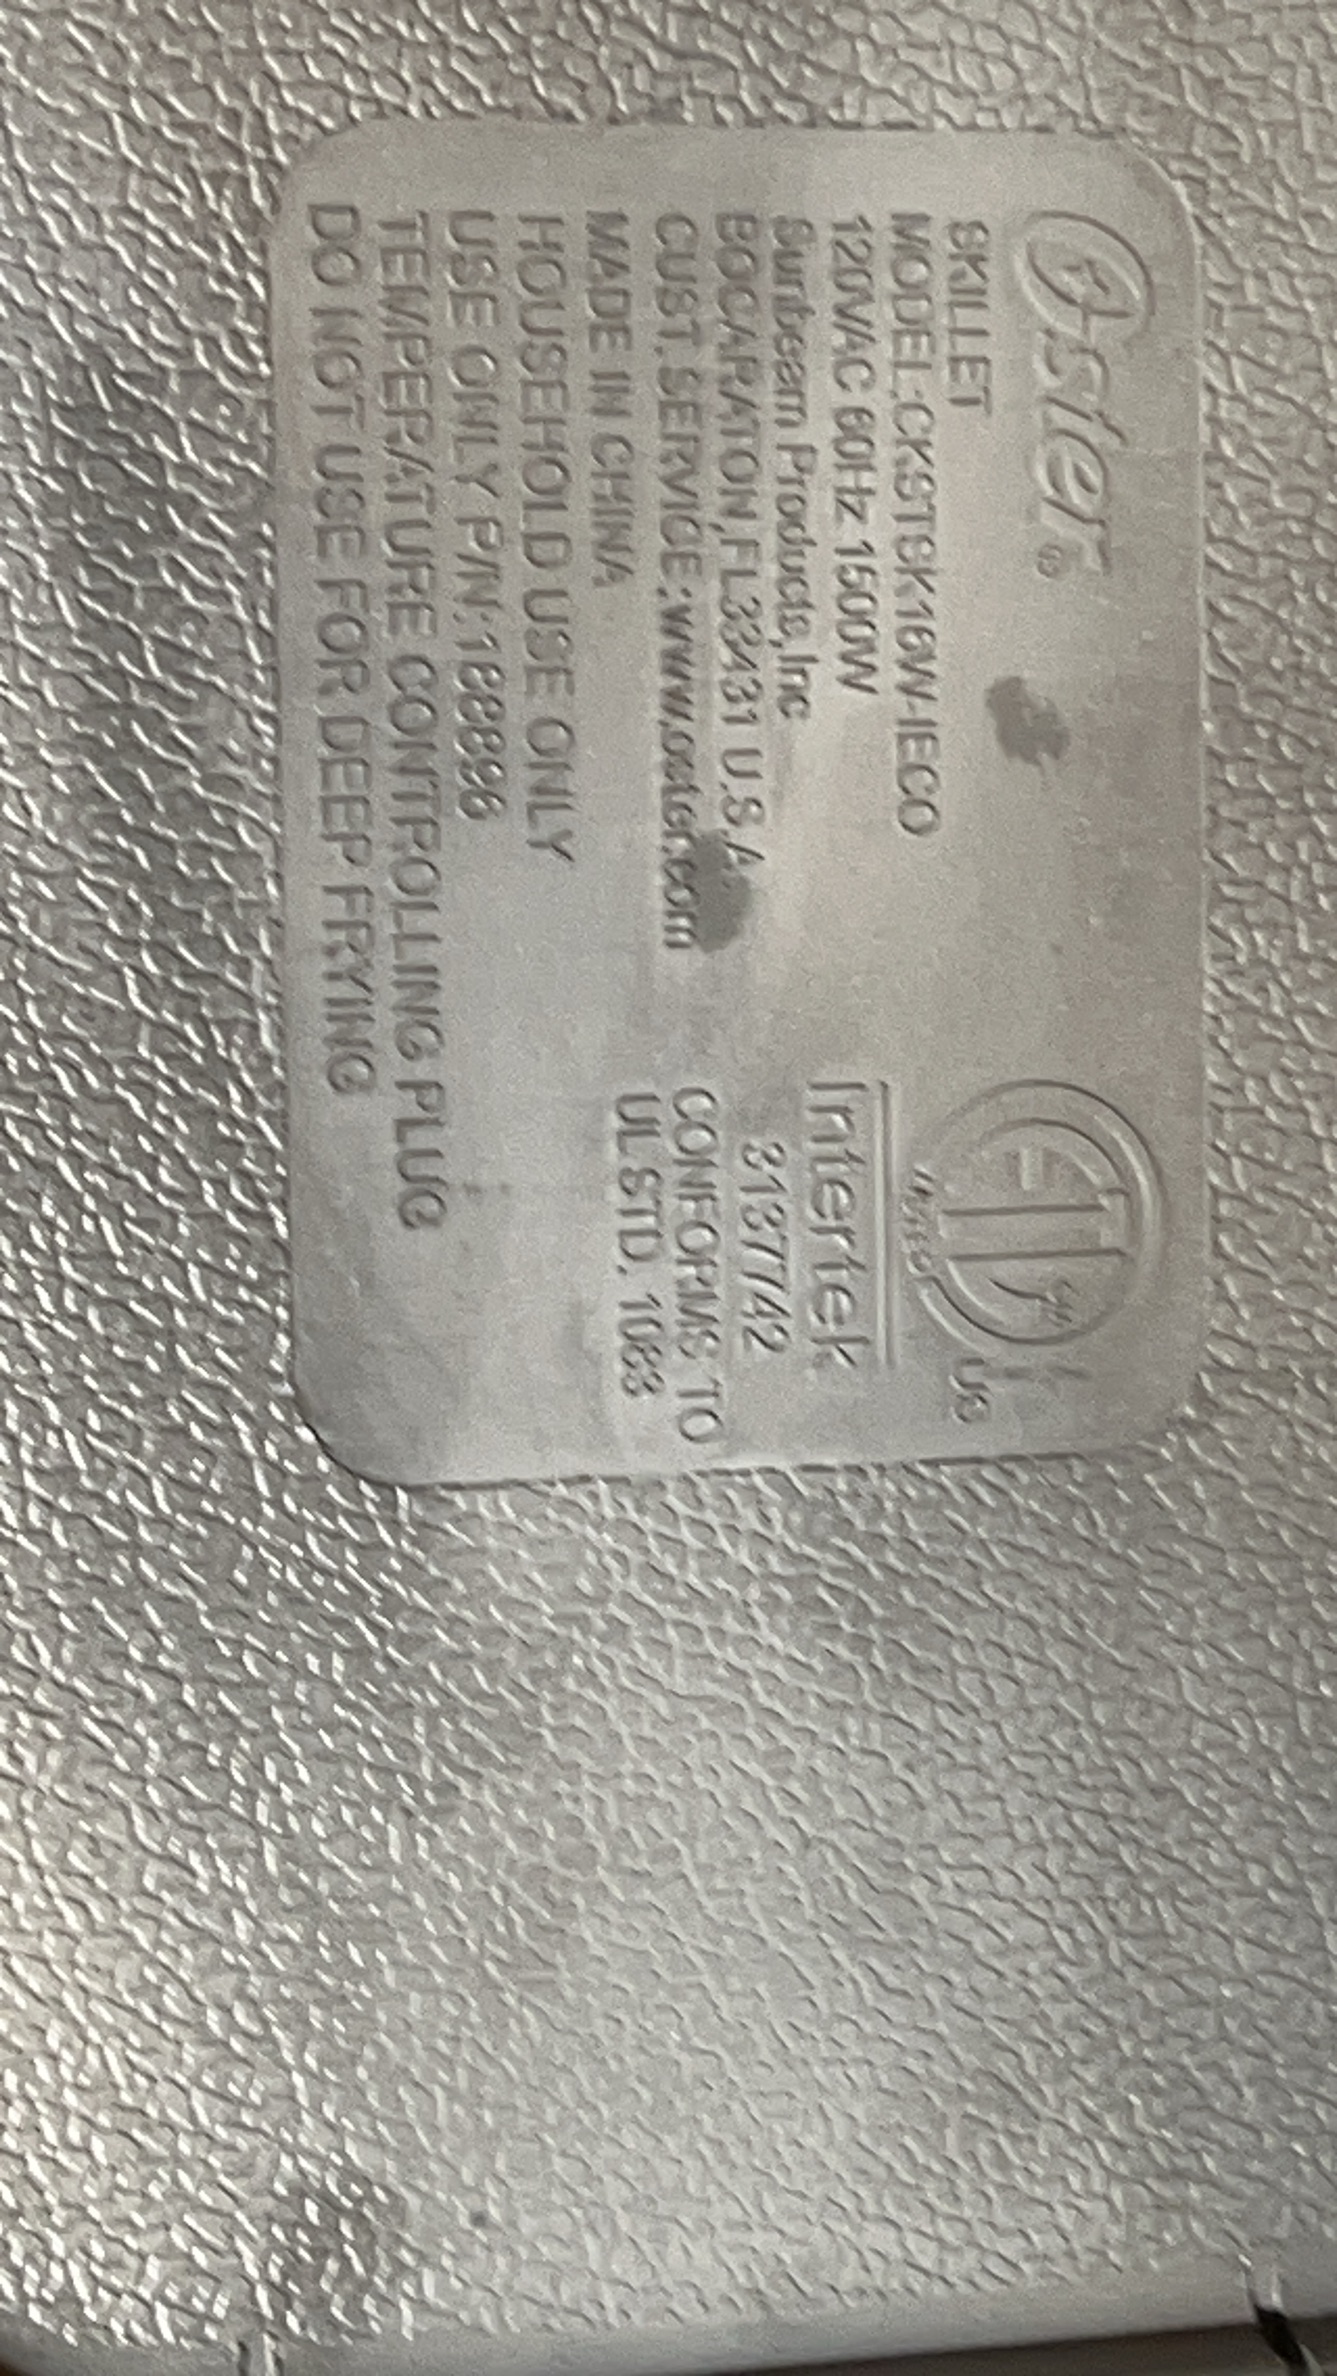 Oster®
SKILLET
MODEL:CKSTSK16W-IECO
120VAC 60Hz 1500W
Sunbeam Products,Inc
BOCARATON,FL33431 U.S.A
CUST.SERVICE:www.oster.com
MADE IN CHINA
HOUSEHOLD USE ONLY
USE ONLY P/N:188896
TEMPERATURE CONTROLLING PLUG
DO NOT USE FOR DEEP FRYING
ETL
US
Intertek
3137742
CONFORMS TO
UL STD. 1083